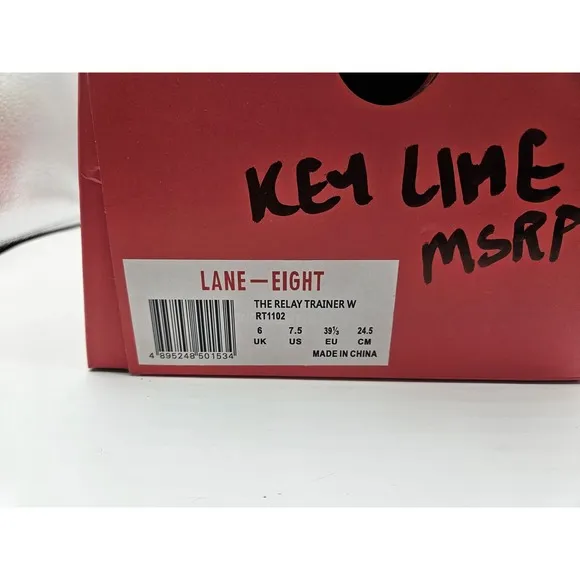 KEY LIME
MSRP
LANE—EIGHT
THE RELAY TRAINER W
RT1102
6 7.5 39⅓ 24.5
UK US EU CM
MADE IN CHINA
4 895248 501534